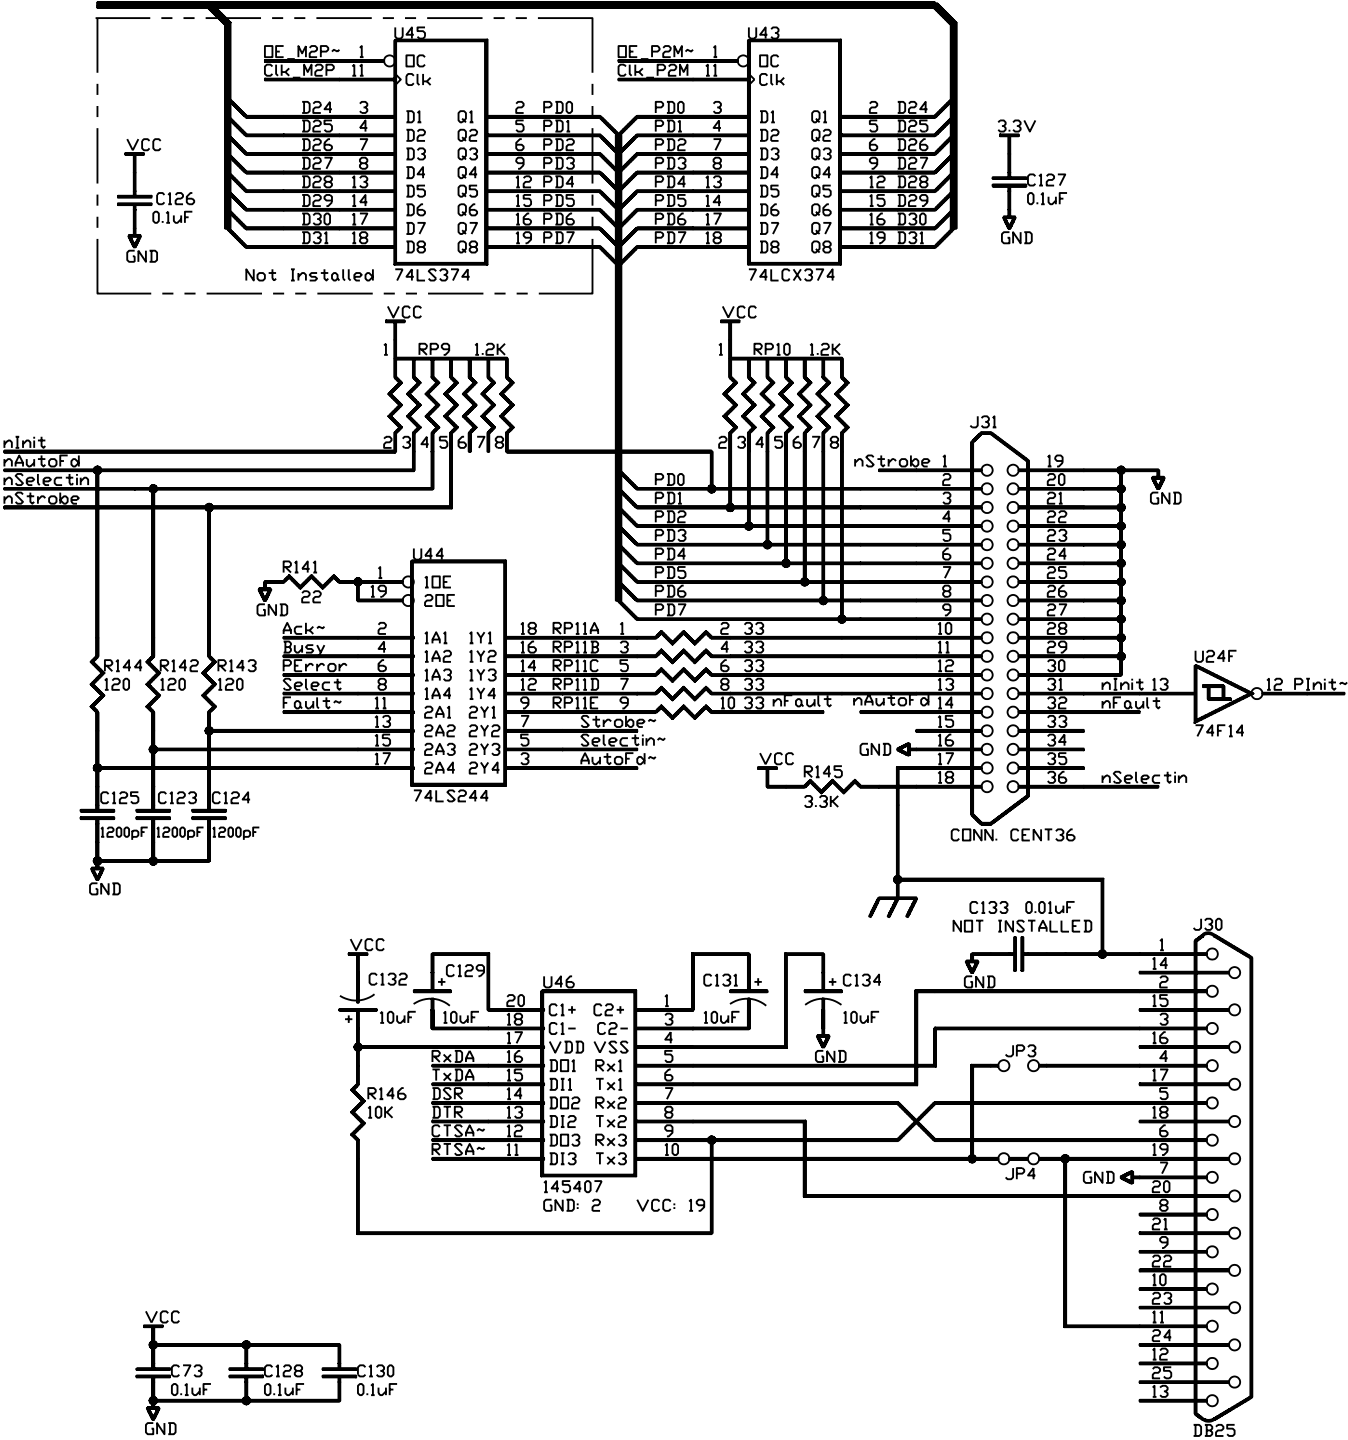 U45
OE_M2P~ 1 OC
Clk_M2P 11 Clk
D24 3 D1 Q1 2 PD0
D25 4 D2 Q2 5 PD1
D26 7 D3 Q3 6 PD2
D27 8 D4 Q4 9 PD3
D28 13 D5 Q5 12 PD4
D29 14 D6 Q6 15 PD5
D30 17 D7 Q7 16 PD6
D31 18 D8 Q8 19 PD7
Not Installed 74LS374
VCC
C126
0.1uF
GND
U43
OE_P2M~ 1 OC
Clk_P2M 11 Clk
PD0 3 D1 Q1 2 D24
PD1 4 D2 Q2 5 D25
PD2 7 D3 Q3 6 D26
PD3 8 D4 Q4 9 D27
PD4 13 D5 Q5 12 D28
PD5 14 D6 Q6 15 D29
PD6 17 D7 Q7 16 D30
PD7 18 D8 Q8 19 D31
74LCX374
3.3V
C127
0.1uF
GND
VCC
1 RP9 1.2K
2 3 4 5 6 7 8
VCC
1 RP10 1.2K
2 3 4 5 6 7 8
nInit
nAutoFd
nSelectin
nStrobe
J31
nStrobe 1 19
GND
PD0 2 20
PD1 3 21
PD2 4 22
PD3 5 23
PD4 6 24
PD5 7 25
PD6 8 26
PD7 9 27
10 28
11 29
12 30
13 31 nInit 13
nAutoFd 14 32 nFault
15 33
GND 16 34
17 35
18 36 nSelectin
VCC
R145
3.3K
CONN. CENT36
U24F
12 PInit~
74F14
U44
R141
22
GND
1 1OE
19 2OE
Ack~ 2 1A1 1Y1 18 RP11A 1 2 33
Busy 4 1A2 1Y2 16 RP11B 3 4 33
PError 6 1A3 1Y3 14 RP11C 5 6 33
Select 8 1A4 1Y4 12 RP11D 7 8 33
Fault~ 11 2A1 2Y1 9 RP11E 9 10 33 nFault
13 2A2 2Y2 7 Strobe~
15 2A3 2Y3 5 Selectin~
17 2A4 2Y4 3 AutoFd~
74LS244
R144 R142 R143
120 120 120
C125 C123 C124
1200pF 1200pF 1200pF
GND
C133 0.01uF
NOT INSTALLED
GND
VCC
C132
10uF
+
C129
+
10uF
C131
+
10uF
C134
+
10uF
GND
R146
10K
U46
20 C1+ C2+ 1
18 C1- C2- 3
17 VDD VSS 4
RxDA 16 DO1 Rx1 5
TxDA 15 DI1 Tx1 6
DSR 14 DO2 Rx2 7
DTR 13 DI2 Tx2 8
CTSA~ 12 DO3 Rx3 9
RTSA~ 11 DI3 Tx3 10
145407
GND: 2 VCC: 19
JP3
JP4
J30
1
14
2
15
3
16
4
17
5
18
6
19
GND 7
20
8
21
9
22
10
23
11
24
12
25
13
DB25
VCC
C73 C128 C130
0.1uF 0.1uF 0.1uF
GND